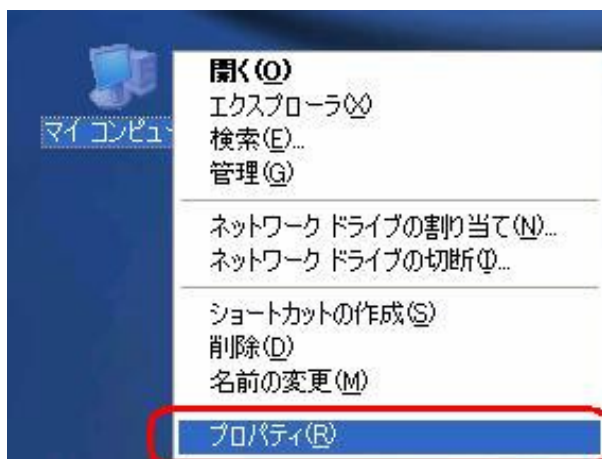 マイ コンピュ
開く(O)
エクスプローラ(X)
検索(E)...
管理(G)
ネットワーク ドライブの割り当て(N)...
ネットワーク ドライブの切断(I)...
ショートカットの作成(S)
削除(D)
名前の変更(M)
プロパティ(R)